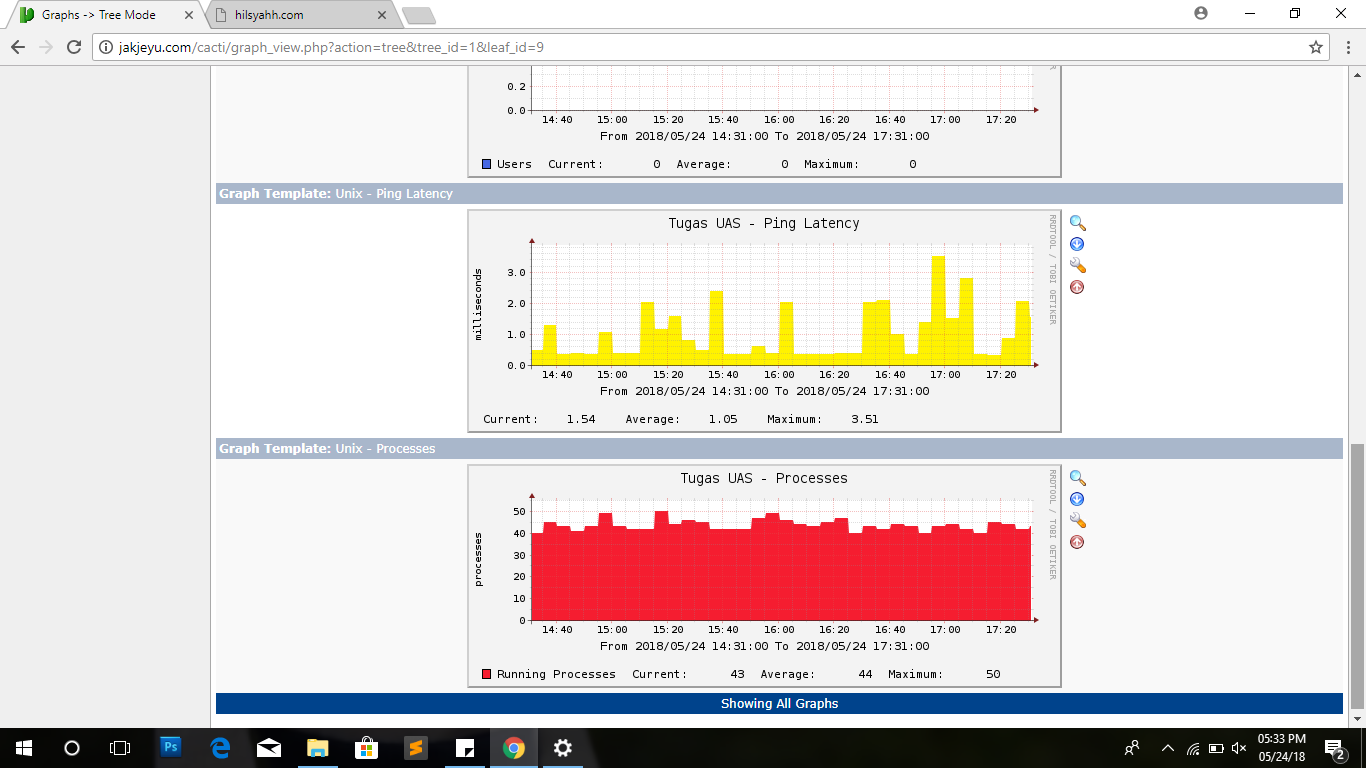 Graphs -> Tree Mode
hilsyahh.com
jakjeyu.com/cacti/graph_view.php?action=tree&tree_id=1&leaf_id=9
0.2
0.0
14:40 15:00 15:20 15:40 16:00 16:20 16:40 17:00 17:20
From 2018/05/24 14:31:00 To 2018/05/24 17:31:00
Users Current: 0 Average: 0 Maximum: 0
Graph Template: Unix - Ping Latency
Tugas UAS - Ping Latency
RRDTOOL / TOBI OETIKER
milliseconds
3.0
2.0
1.0
0.0
14:40 15:00 15:20 15:40 16:00 16:20 16:40 17:00 17:20
From 2018/05/24 14:31:00 To 2018/05/24 17:31:00
Current: 1.54 Average: 1.05 Maximum: 3.51
Graph Template: Unix - Processes
Tugas UAS - Processes
RRDTOOL / TOBI OETIKER
processes
50
40
30
20
10
0
14:40 15:00 15:20 15:40 16:00 16:20 16:40 17:00 17:20
From 2018/05/24 14:31:00 To 2018/05/24 17:31:00
Running Processes Current: 43 Average: 44 Maximum: 50
Showing All Graphs
Ps
05:33 PM
05/24/18
2